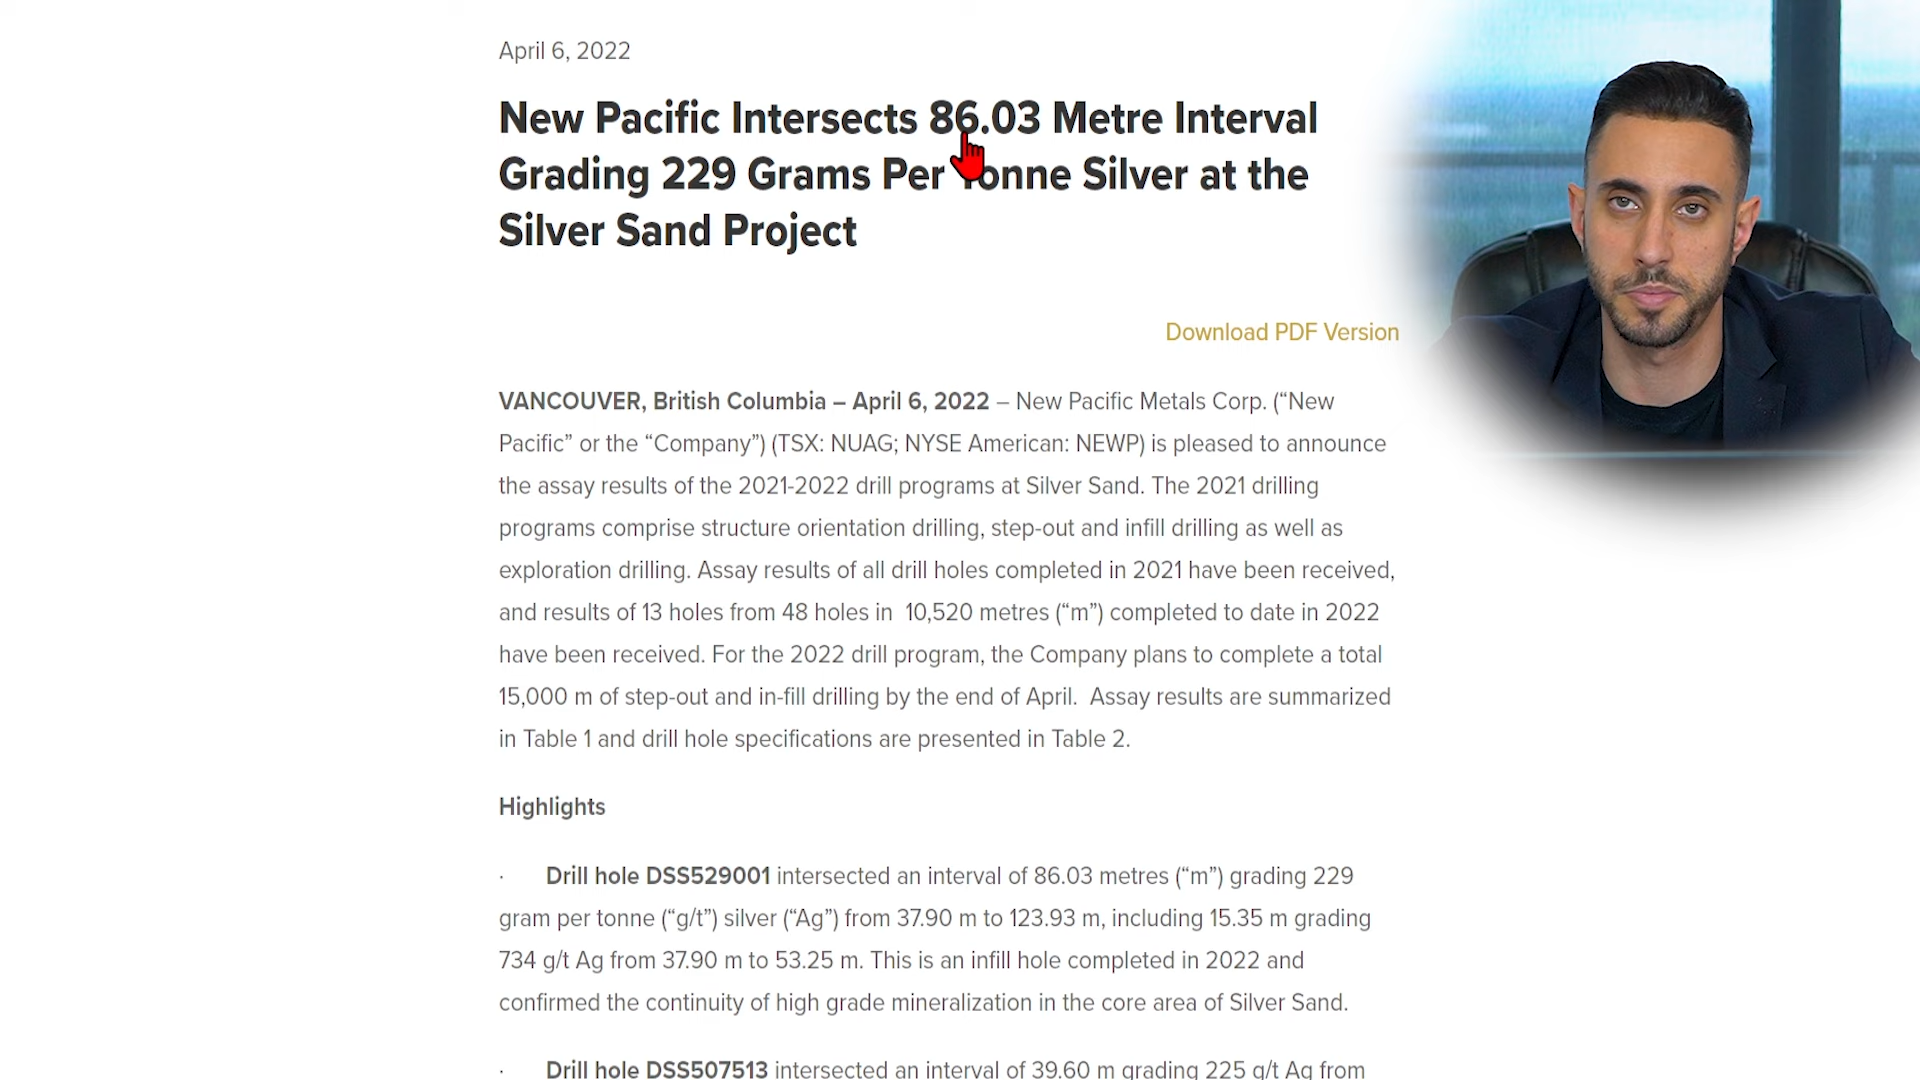 April 6, 2022
New Pacific Intersects 86.03 Metre Interval
Grading 229 Grams Per Tonne Silver at the
Silver Sand Project
Download PDF Version
VANCOUVER, British Columbia – April 6, 2022 – New Pacific Metals Corp. (“New
Pacific” or the “Company”) (TSX: NUAG; NYSE American: NEWP) is pleased to announce
the assay results of the 2021-2022 drill programs at Silver Sand. The 2021 drilling
programs comprise structure orientation drilling, step-out and infill drilling as well as
exploration drilling. Assay results of all drill holes completed in 2021 have been received,
and results of 13 holes from 48 holes in  10,520 metres (“m”) completed to date in 2022
have been received. For the 2022 drill program, the Company plans to complete a total
15,000 m of step-out and in-fill drilling by the end of April.  Assay results are summarized
in Table 1 and drill hole specifications are presented in Table 2.
Highlights
· Drill hole DSS529001 intersected an interval of 86.03 metres (“m”) grading 229
gram per tonne (“g/t”) silver (“Ag”) from 37.90 m to 123.93 m, including 15.35 m grading
734 g/t Ag from 37.90 m to 53.25 m. This is an infill hole completed in 2022 and
confirmed the continuity of high grade mineralization in the core area of Silver Sand.
· Drill hole DSS507513 intersected an interval of 39.60 m grading 225 g/t Ag from